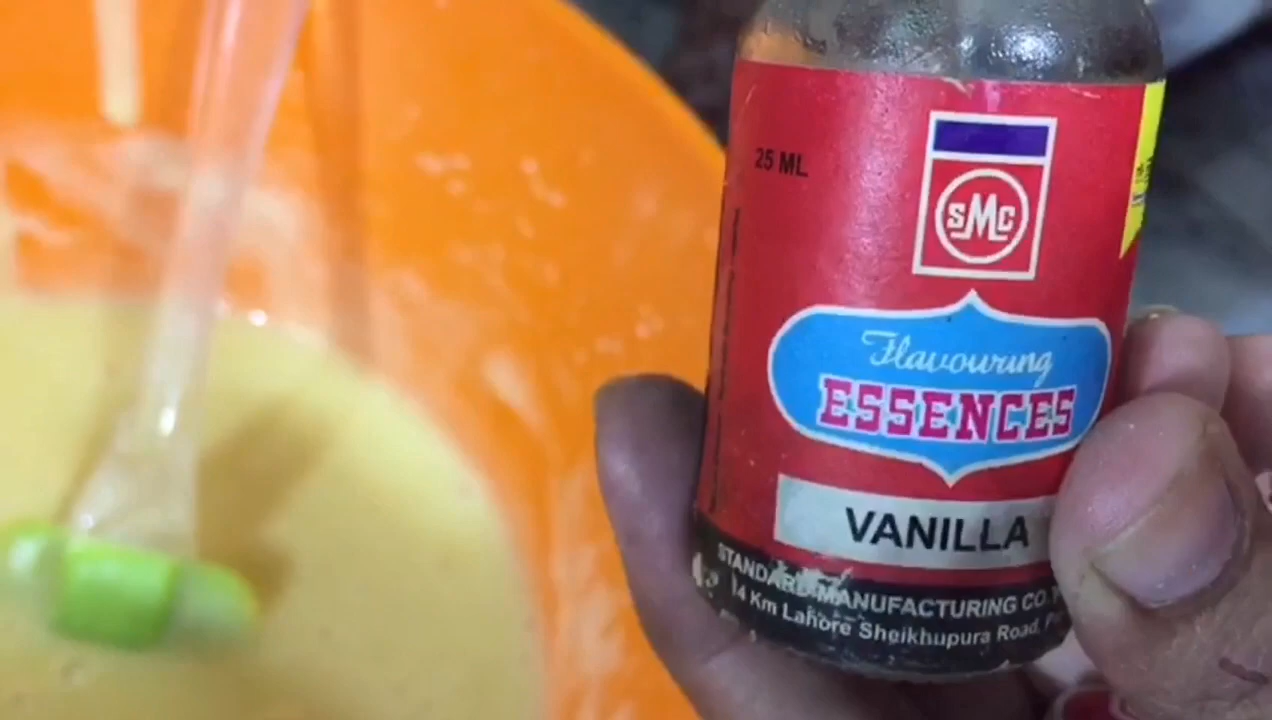 25 ML
SMC
Flavouring
ESSENCES
VANILLA
STANDARD MANUFACTURING CO.
14 Km Lahore Sheikhupura Road,